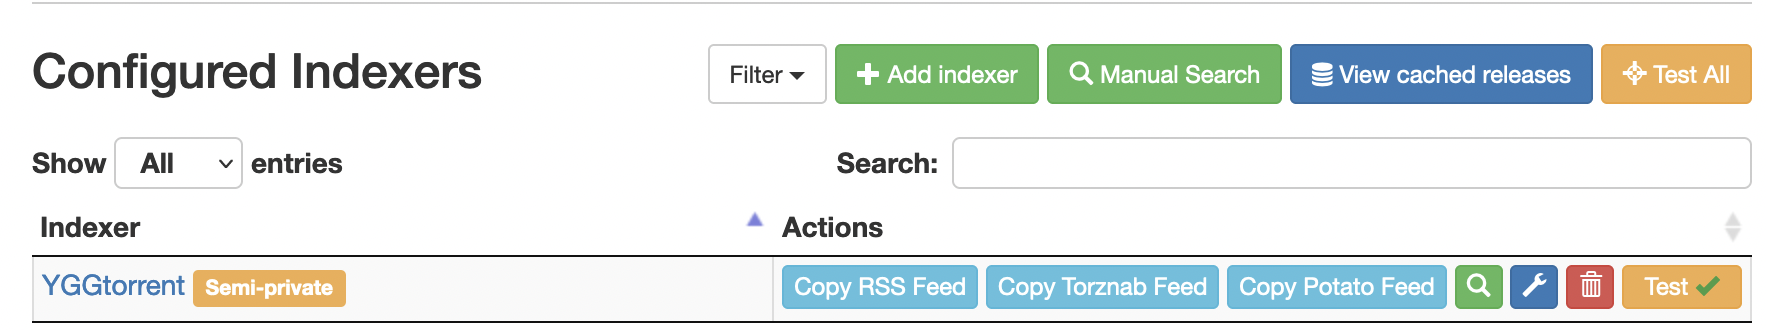 Configured Indexers
Filter Add indexer Manual Search View cached releases Test All
Show All entries Search:
Indexer Actions
YGGtorrent Semi-private Copy RSS Feed Copy Torznab Feed Copy Potato Feed Test